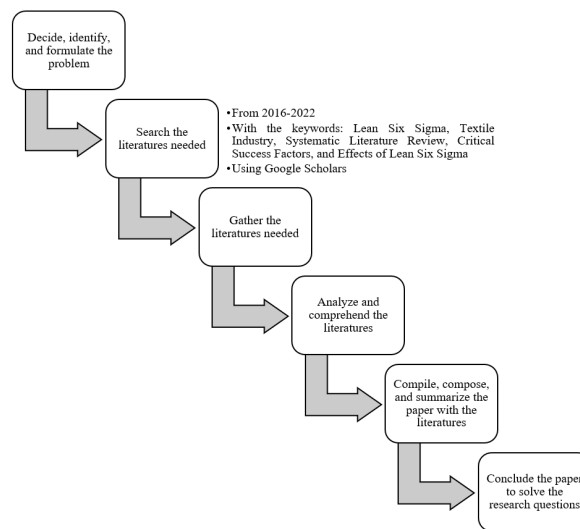 Decide, identify,
and formulate the
problem
Search the
literatures needed
•From 2016-2022
•With the keywords: Lean Six Sigma, Textile
Industry, Systematic Literature Review, Critical
Success Factors, and Effects of Lean Six Sigma
•Using Google Scholars
Gather the
literatures needed
Analyze and
comprehend the
literatures
Compile, compose,
and summarize the
paper with the
literatures
Conclude the paper
to solve the
research questions